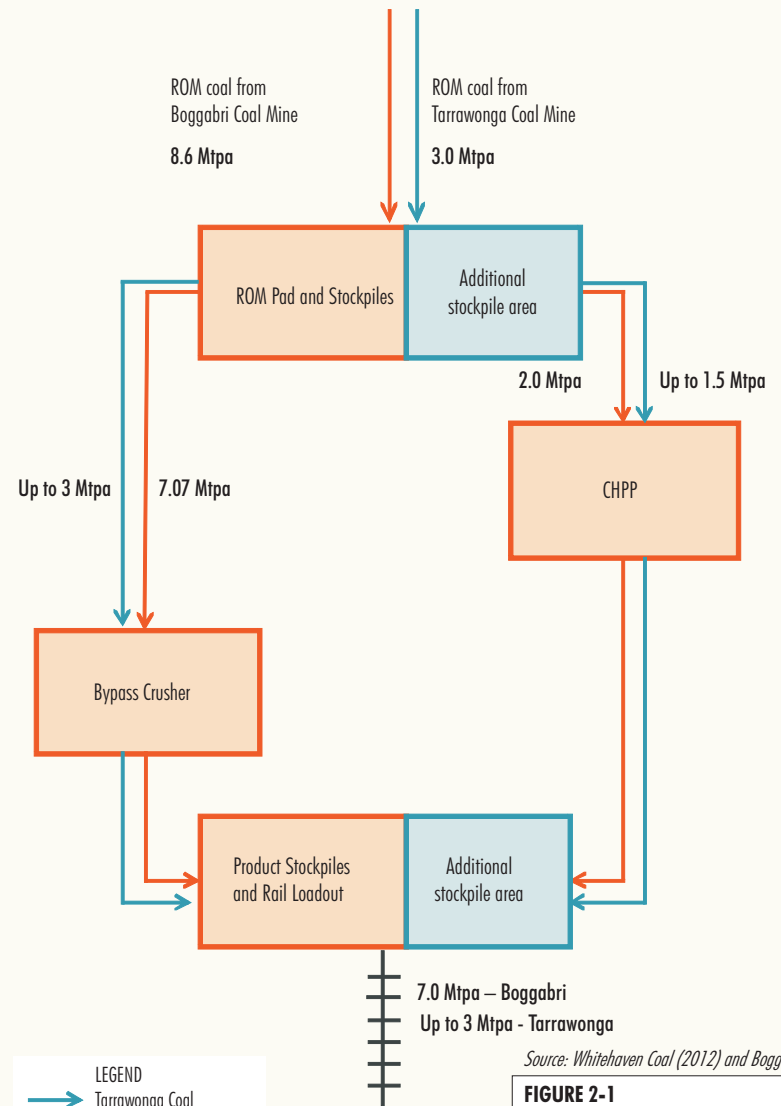 ROM coal from
Boggabri Coal Mine
8.6 Mtpa
ROM coal from
Tarrawonga Coal Mine
3.0 Mtpa
ROM Pad and Stockpiles
Additional
stockpile area
2.0 Mtpa
Up to 1.5 Mtpa
Up to 3 Mtpa
7.07 Mtpa
CHPP
Bypass Crusher
Product Stockpiles
and Rail Loadout
Additional
stockpile area
7.0 Mtpa – Boggabri
Up to 3 Mtpa - Tarrawonga
Source: Whitehaven Coal (2012) and Bogg
LEGEND
Tarrawonga Coal
FIGURE 2-1